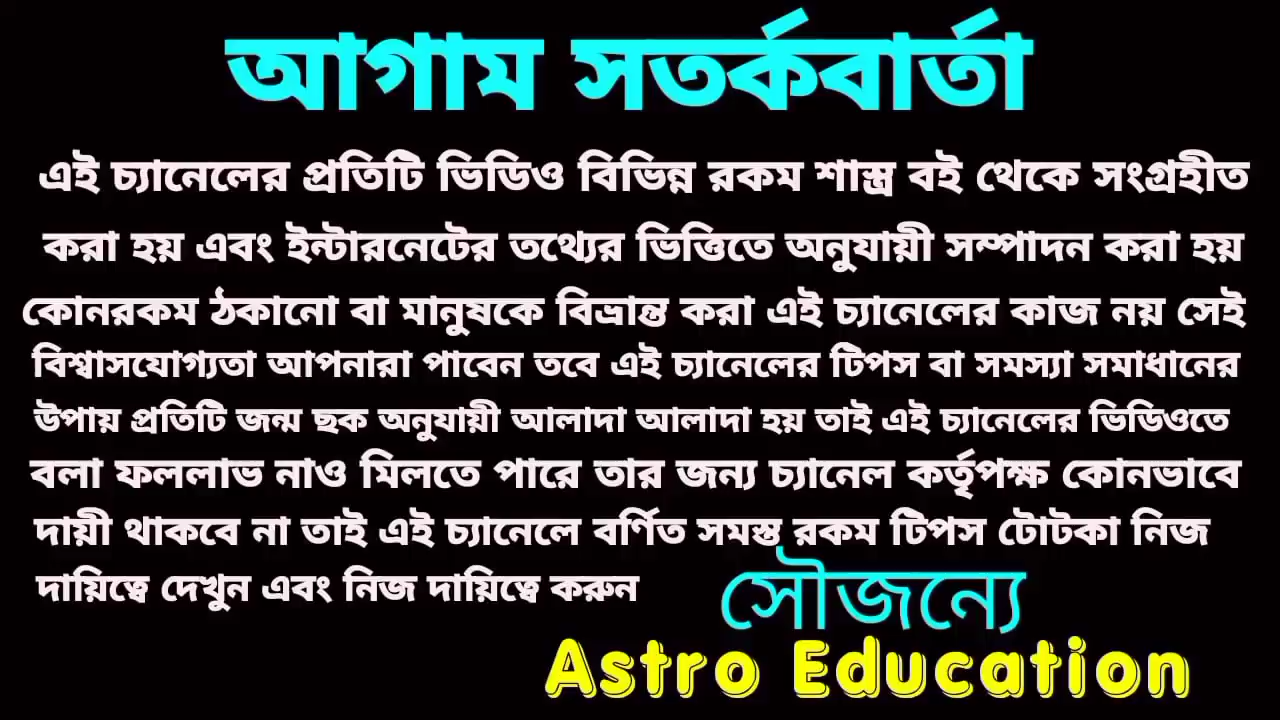 আগাম সতর্কবার্তা
এই চ্যানেলের প্রতিটি ভিডিও বিভিন্ন রকম শাস্ত্র বই থেকে সংগ্রহীত
করা হয় এবং ইন্টারনেটের তথ্যের ভিত্তিতে অনুযায়ী সম্পাদন করা হয়
কোনরকম ঠকানো বা মানুষকে বিভ্রান্ত করা এই চ্যানেলের কাজ নয় সেই
বিশ্বাসযোগ্যতা আপনারা পাবেন তবে এই চ্যানেলের টিপস বা সমস্যা সমাধানের
উপায় প্রতিটি জন্ম ছক অনুযায়ী আলাদা আলাদা হয় তাই এই চ্যানেলের ভিডিওতে
বলা ফললাভ নাও মিলতে পারে তার জন্য চ্যানেল কর্তৃপক্ষ কোনভাবে
দায়ী থাকবে না তাই এই চ্যানেলে বর্ণিত সমস্ত রকম টিপস টোটকা নিজ
দায়িত্বে দেখুন এবং নিজ দায়িত্বে করুন
সৌজন্যে
Astro Education